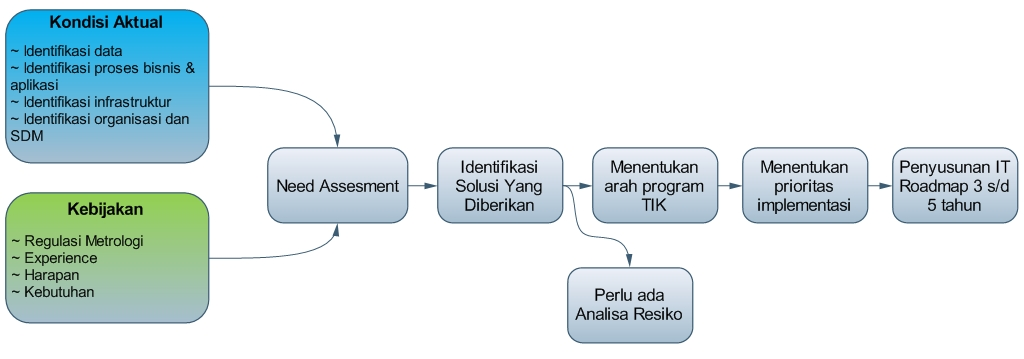 Kondisi Aktual
~ Identifikasi data
~ Identifikasi proses bisnis &
aplikasi
~ Identifikasi infrastruktur
~ Identifikasi organisasi dan
SDM
Kebijakan
~ Regulasi Metrologi
~ Experience
~ Harapan
~ Kebutuhan
Need Assesment
Identifikasi
Solusi Yang
Diberikan
Menentukan
arah program
TIK
Menentukan
prioritas
implementasi
Penyusunan IT
Roadmap 3 s/d
5 tahun
Perlu ada
Analisa Resiko